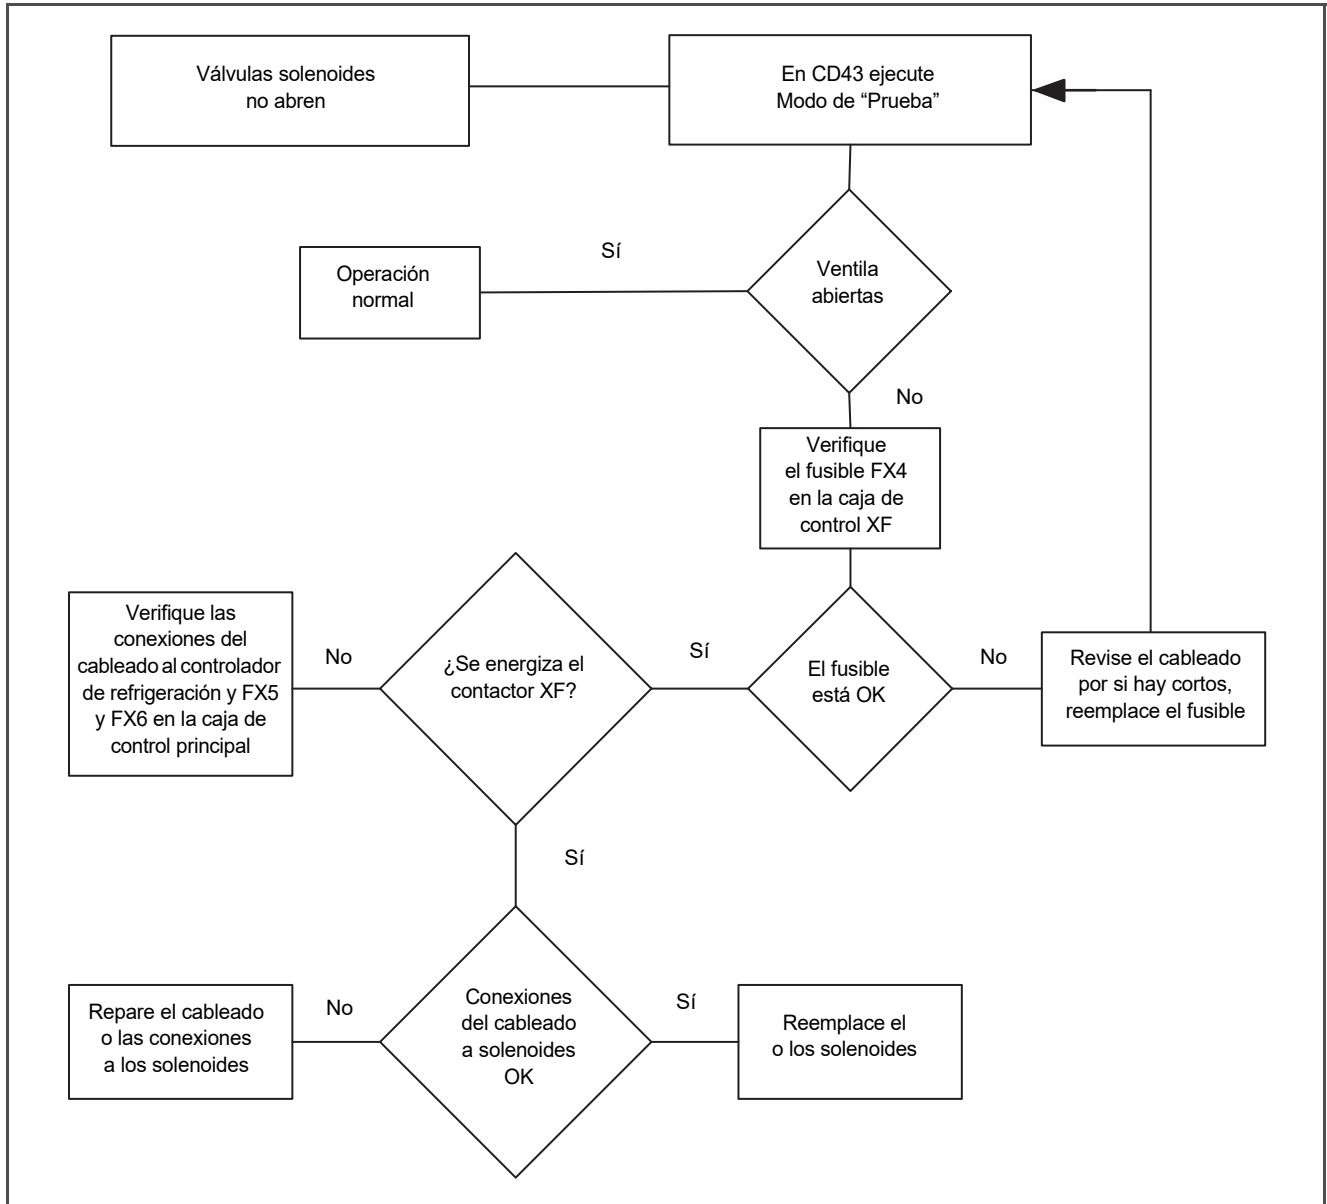 Válvulas solenoides
no abren
En CD43 ejecute
Modo de “Prueba”
Sí
Operación
normal
Ventila
abiertas
No
Verifique
el fusible FX4
en la caja de
control XF
Verifique las
conexiones del
cableado al controlador
de refrigeración y FX5
y FX6 en la caja de
control principal
No
¿Se energiza el
contactor XF?
Sí
El fusible
está OK
No
Revise el cableado
por si hay cortos,
reemplace el fusible
Sí
Repare el cableado
o las conexiones
a los solenoides
No
Conexiones
del cableado
a solenoides
OK
Sí
Reemplace el
o los solenoides